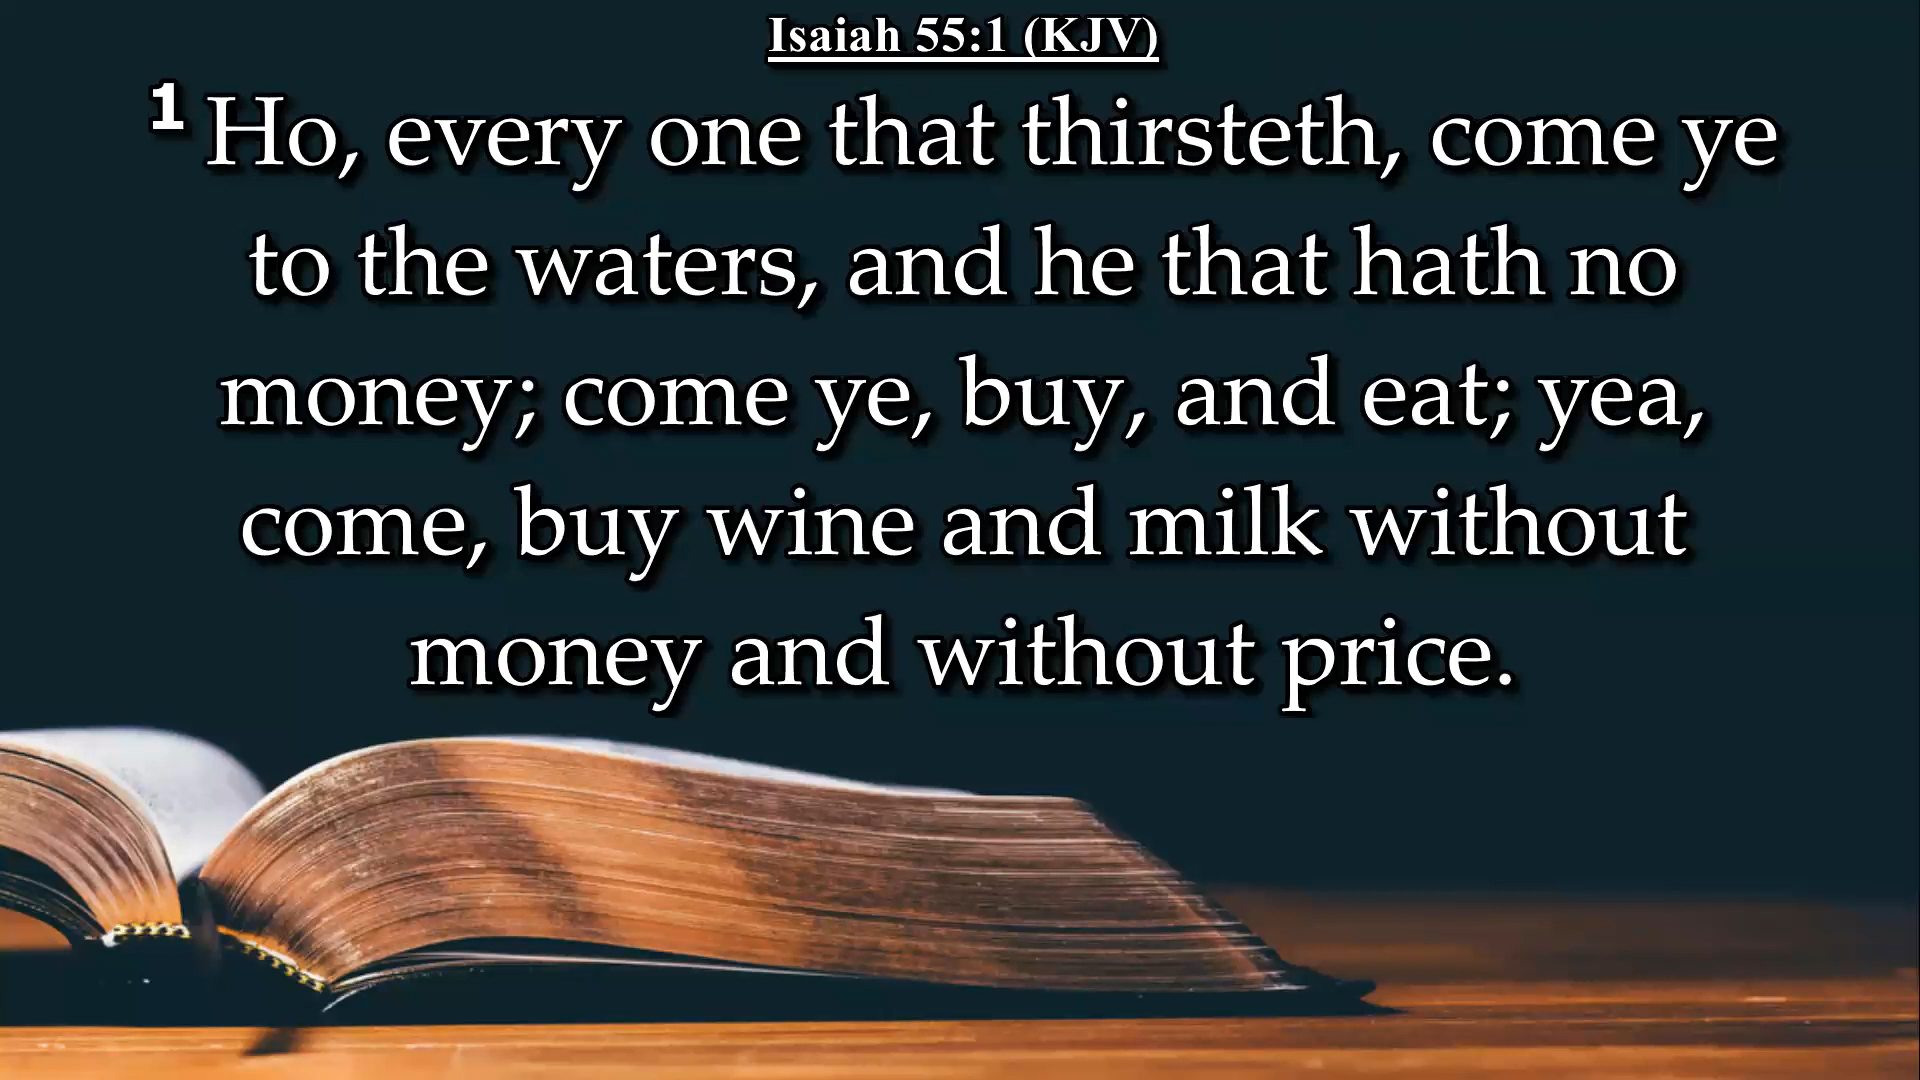 Isaiah 55:1 (KJV)
1 Ho, every one that thirsteth, come ye
to the waters, and he that hath no
money; come ye, buy, and eat; yea,
come, buy wine and milk without
money and without price.